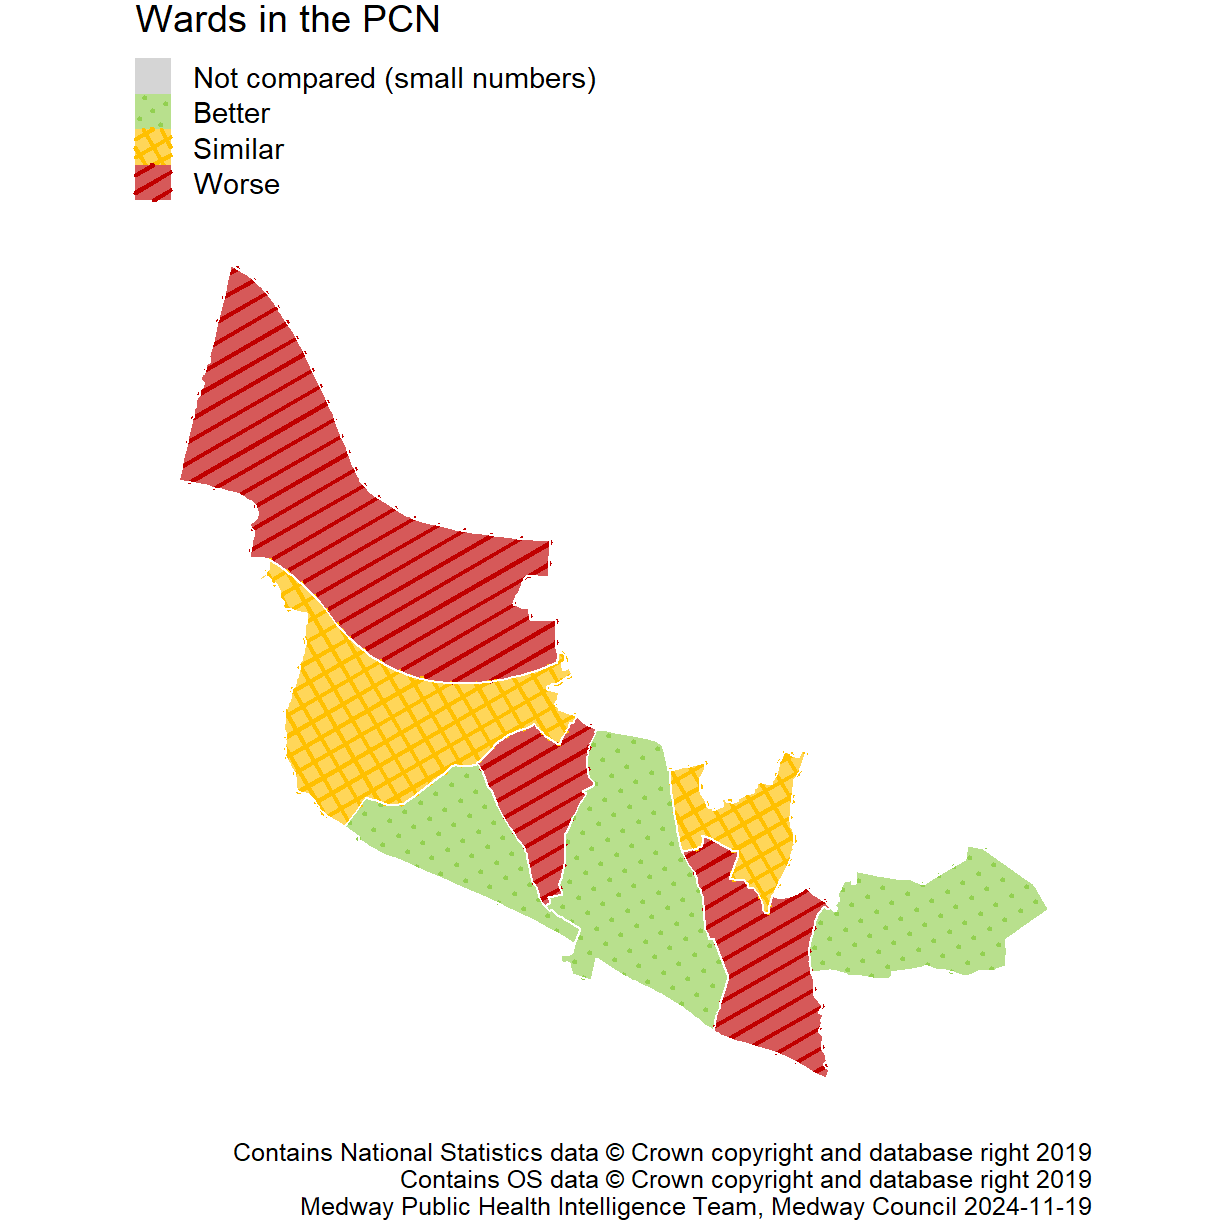 Wards in the PCN
Not compared (small numbers)
Better
Similar
Worse
Contains National Statistics data © Crown copyright and database right 2019
Contains OS data © Crown copyright and database right 2019
Medway Public Health Intelligence Team, Medway Council 2024-11-19